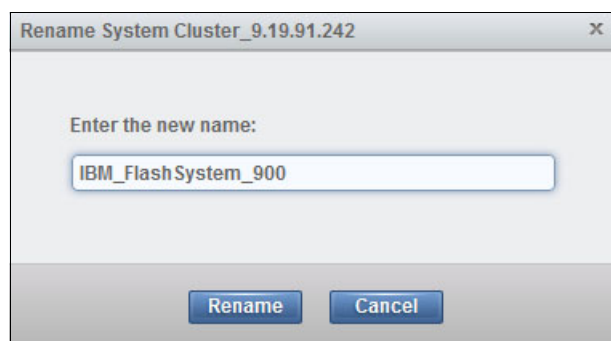 Rename System Cluster_9.19.91.242 x
Enter the new name:
IBM_FlashSystem_900
Rename Cancel